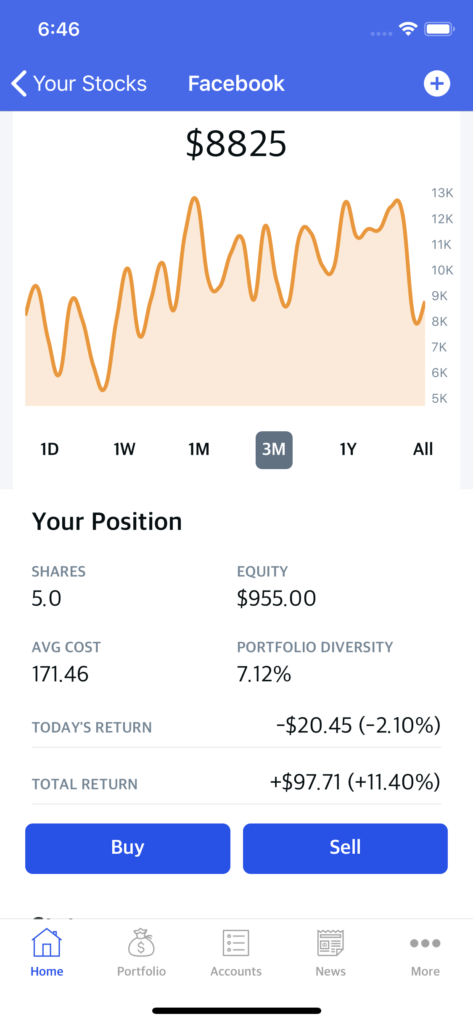 6:46
Your Stocks Facebook
$8825
13K
12K
11K
10K
9K
8K
7K
6K
5K
1D 1W 1M 3M 1Y All
Your Position
SHARES EQUITY
5.0 $955.00
AVG COST PORTFOLIO DIVERSITY
171.46 7.12%
TODAY'S RETURN -$20.45 (-2.10%)
TOTAL RETURN +$97.71 (+11.40%)
Buy Sell
Home Portfolio Accounts News More